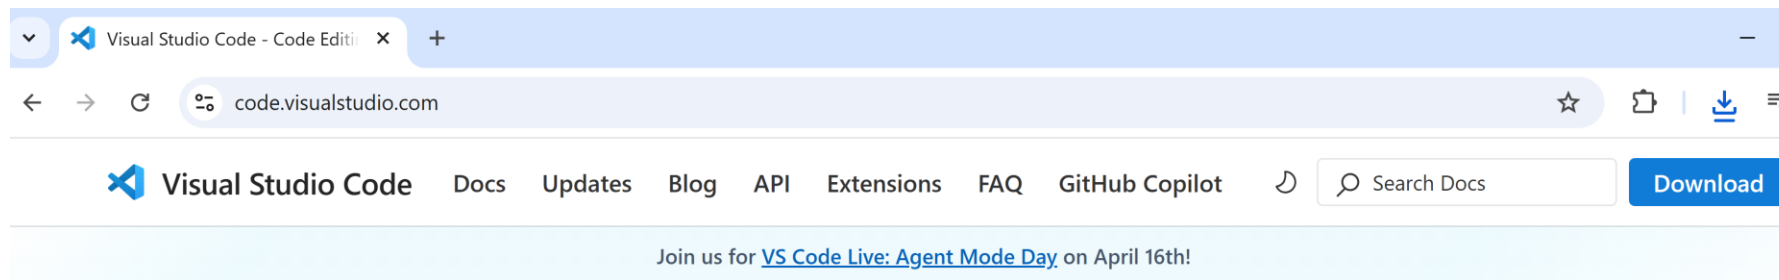 Visual Studio Code - Code Editi
code.visualstudio.com
Visual Studio Code Docs Updates Blog API Extensions FAQ GitHub Copilot Search Docs Download
Join us for VS Code Live: Agent Mode Day on April 16th!